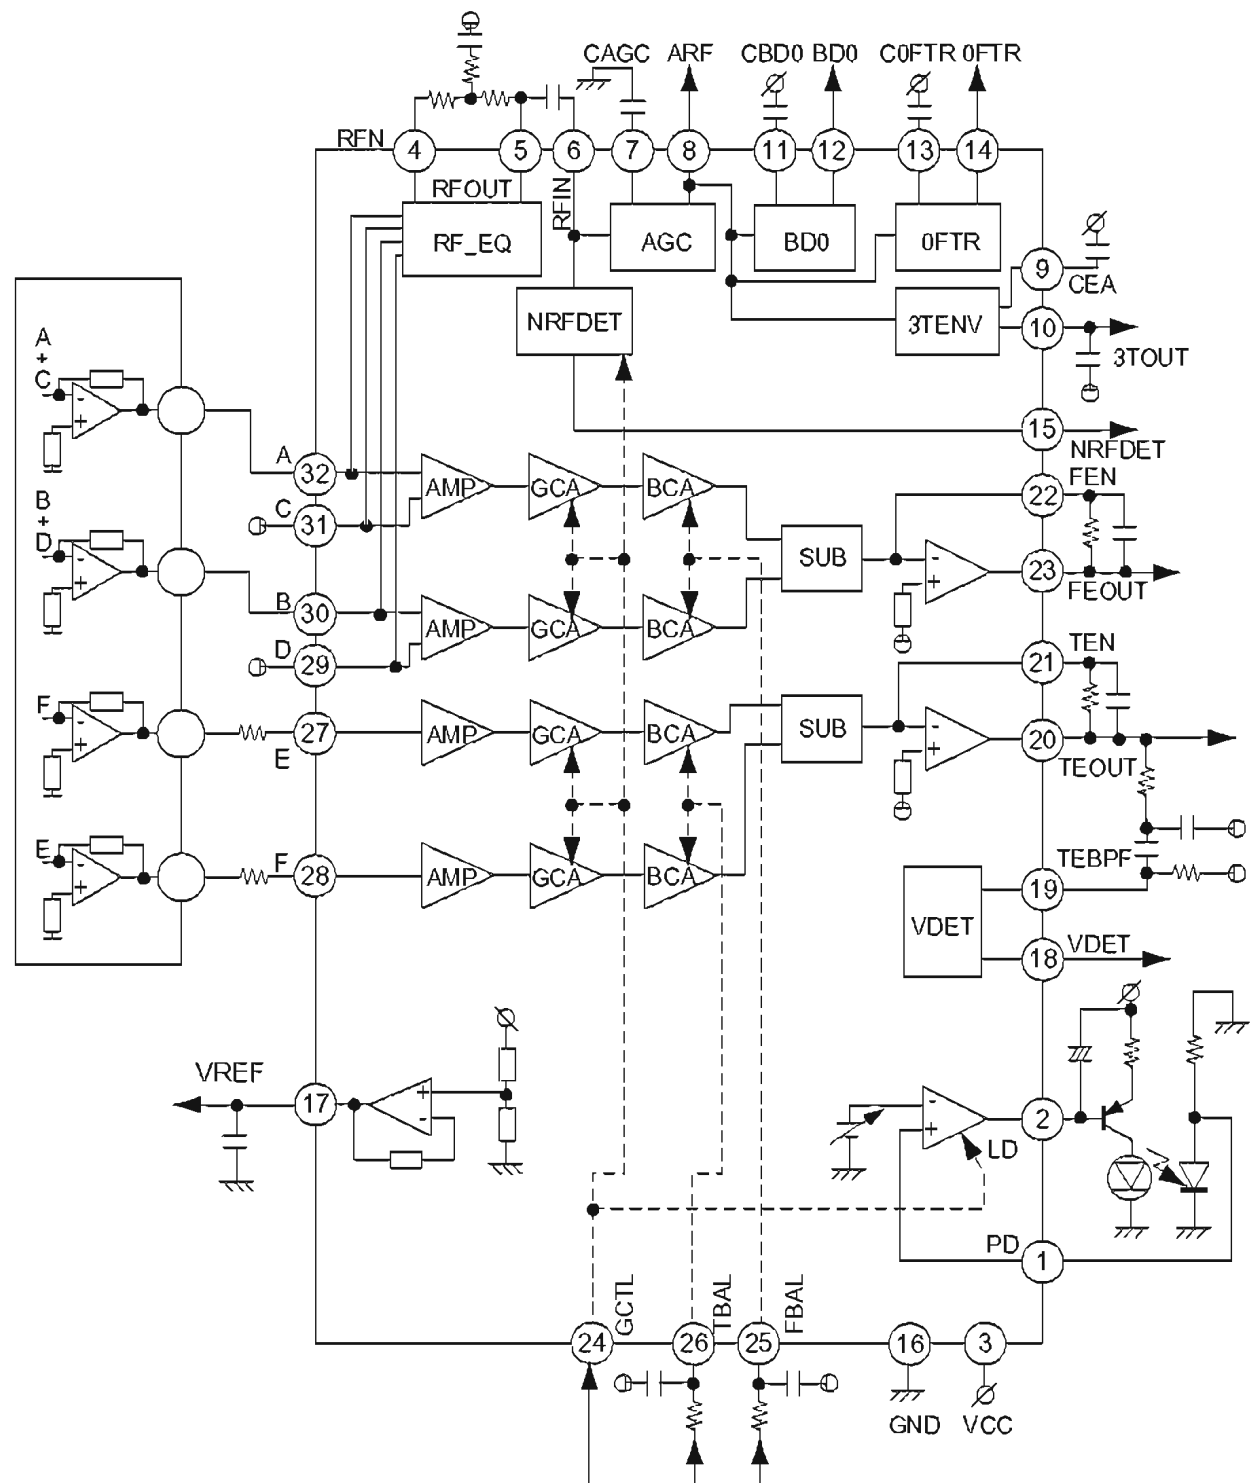 CAGC ARF CBD0 BD0 C0FTR 0FTR
RFN 4 5 6 7 8 11 12 13 14
RFOUT RFIN
RF_EQ AGC BD0 0FTR
9
CEA
NRFDET 3TENV 10
3TOUT
A
+
C
15
NRFDET
A 32 AMP GCA BCA 22 FEN
C 31
B
+
D
SUB
23
FEOUT
B 30 AMP GCA BCA
D 29
21 TEN
F 27 AMP GCA BCA SUB 20
E TEOUT
E F 28 AMP GCA BCA
TEBPF
19
VDET
18 VDET
VREF
17
2
LD
PD
1
GCTL TBAL FBAL
24 26 25 16 3
GND VCC
- + - + - + - +
- +
- +
+ -
- +